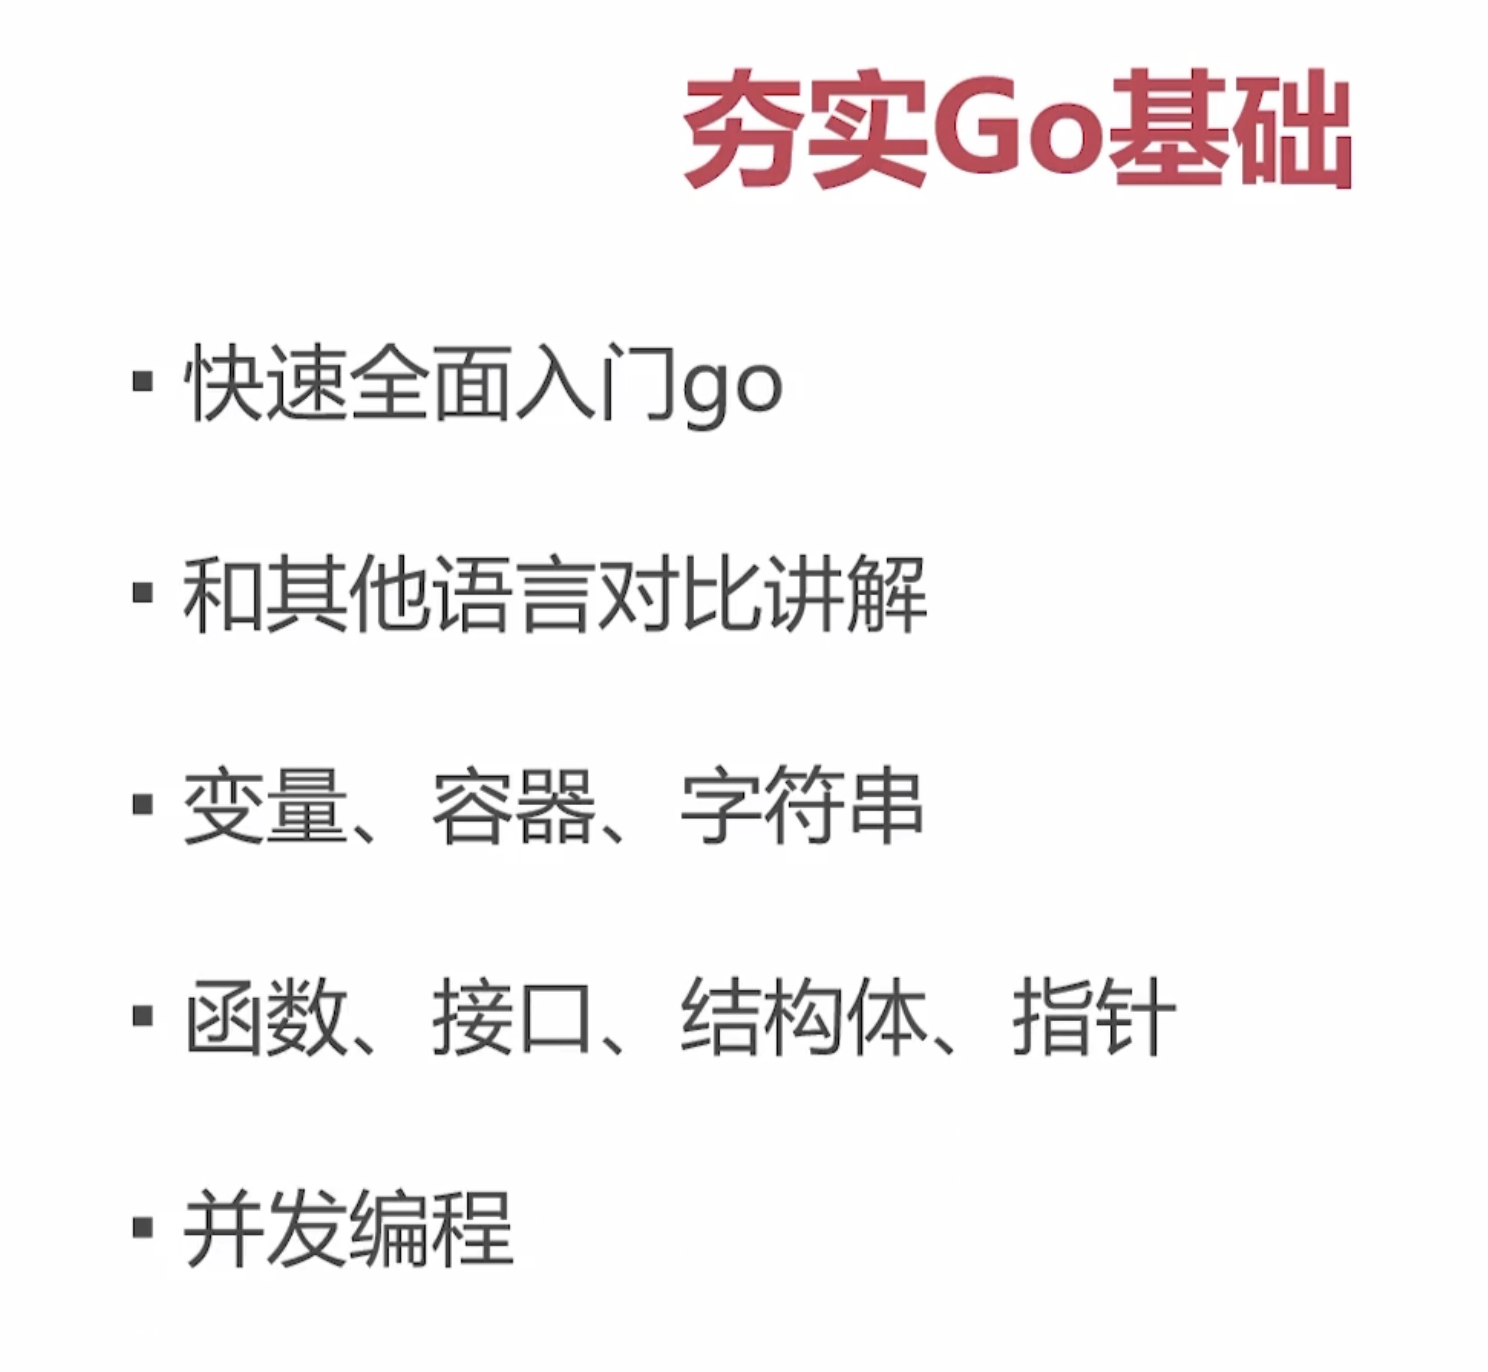 夯实Go基础
▪ 快速全面入门go
▪ 和其他语言对比讲解
▪ 变量、容器、字符串
▪ 函数、接口、结构体、指针
▪ 并发编程